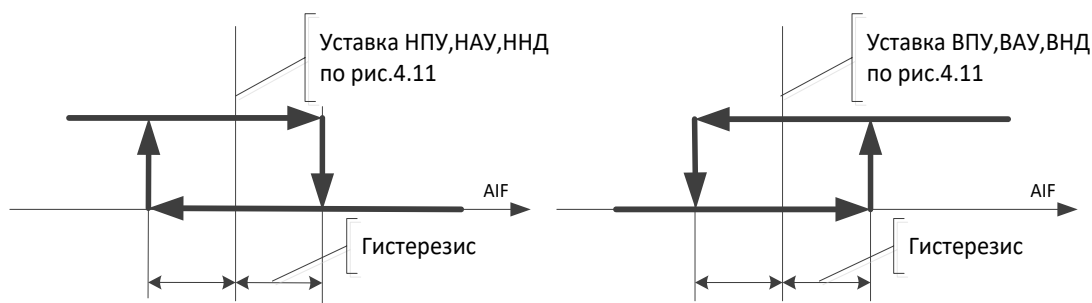 Уставка НПУ,НАУ,ННД
по рис.4.11
AIF
Гистерезис
Уставка ВПУ,ВАУ,ВНД
по рис.4.11
AIF
Гистерезис